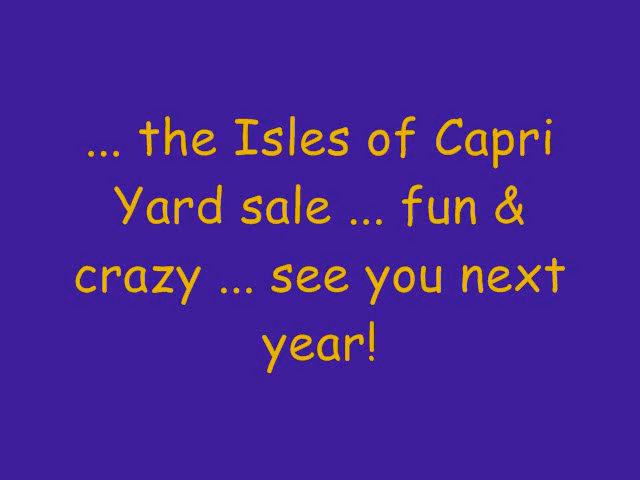 ... the Isles of Capri
Yard sale ... fun &
crazy ... see you next
year!